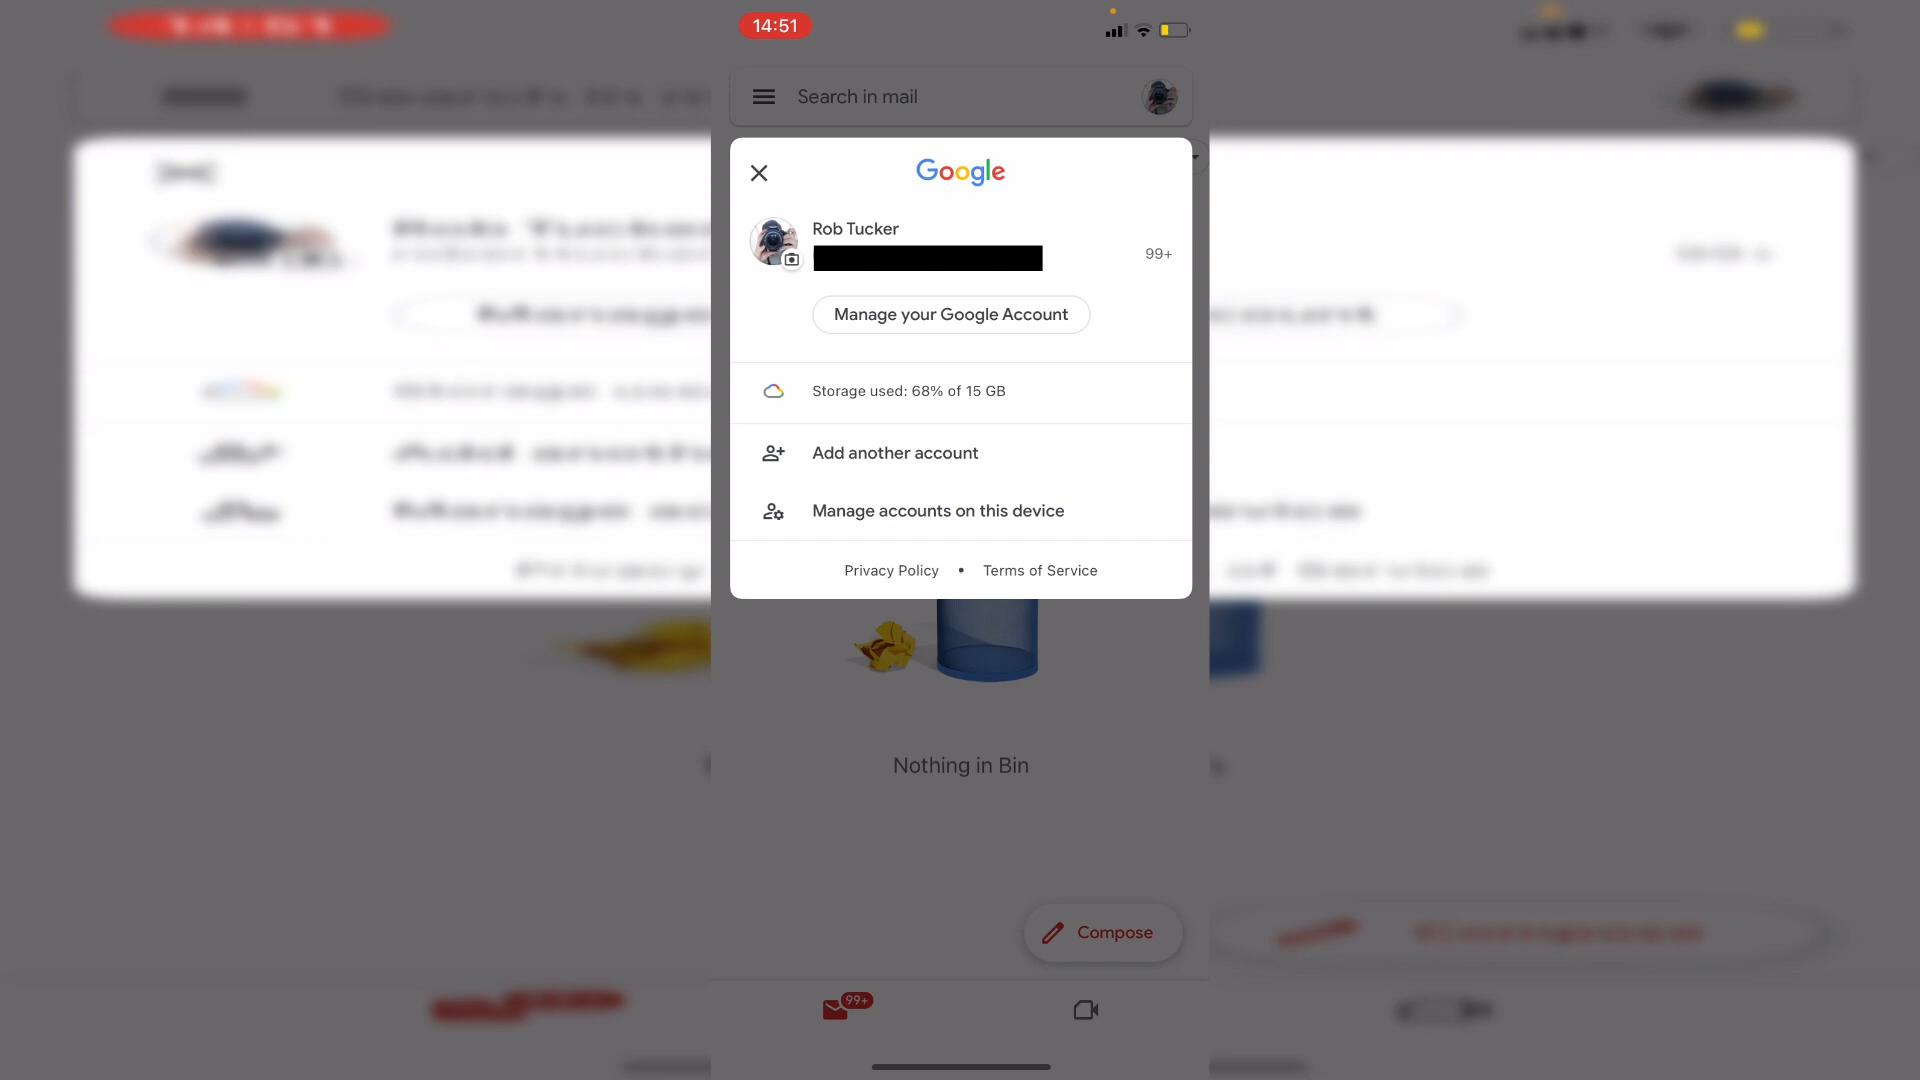 14:51
Search in mail
Google
Rob Tucker
99+
Manage your Google Account
Storage used: 68% of 15 GB
Add another account
Manage accounts on this device
Privacy Policy • Terms of Service
Nothing in Bin
Compose
99+